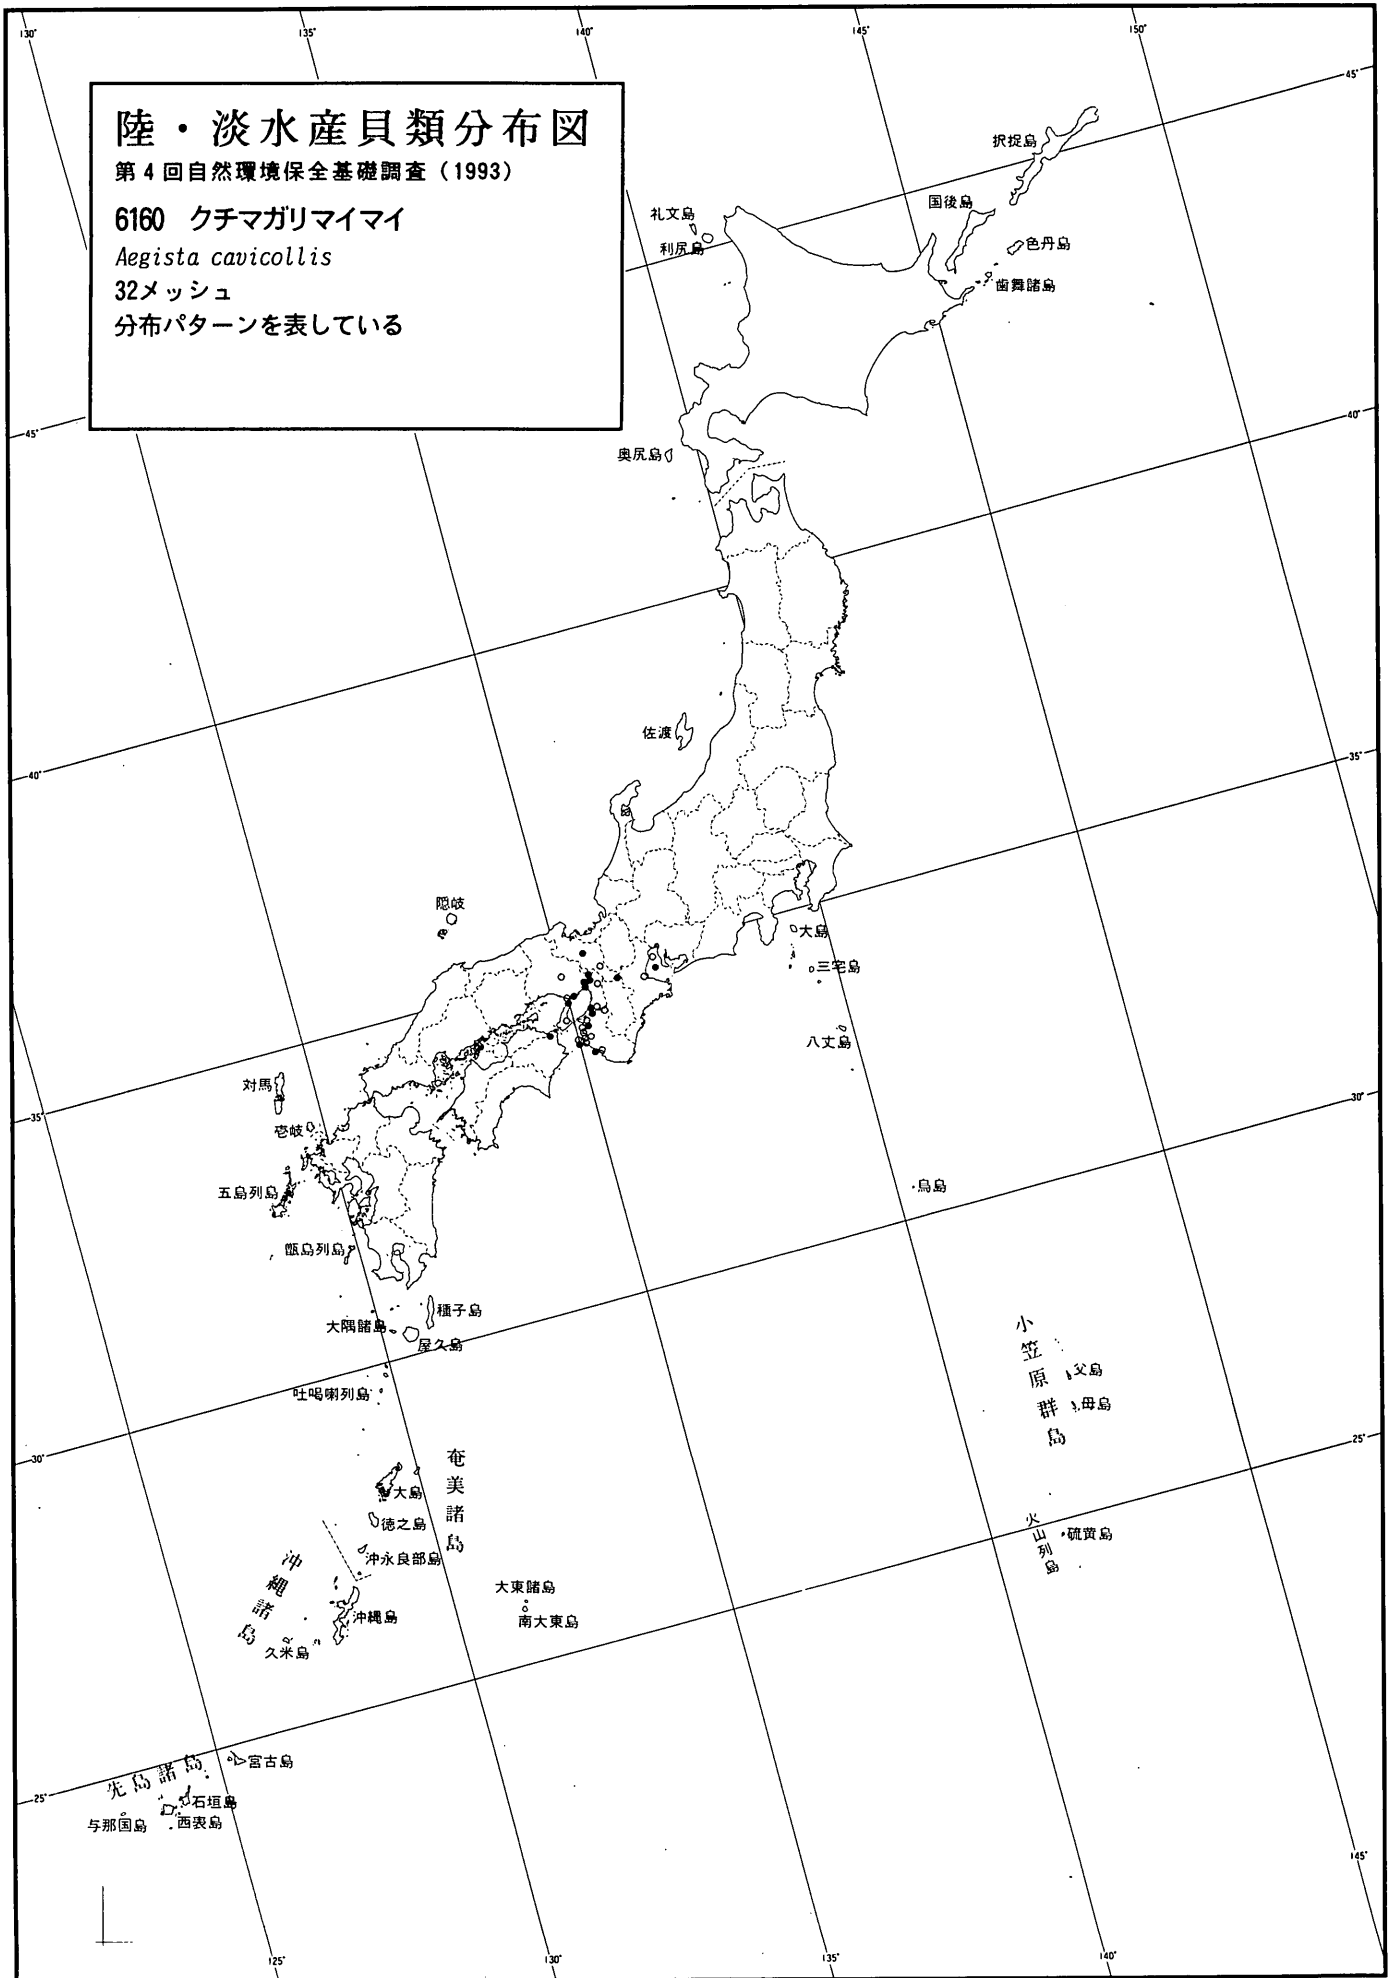 130°
135°
140°
145°
150°
陸・淡水産貝類分布図
第4回自然環境保全基礎調査(1993)
6160 クチマガリマイマイ
Aegista cavicollis
32メッシュ
分布パターンを表している
45°
択捉島
国後島
色丹島
歯舞諸島
礼文島
利尻島
40°
45°
奥尻島
佐渡
35°
40°
隠岐
大島
三宅島
八丈島
対馬
壱岐
35°
30°
五島列島
鳥島
甑島列島
種子島
大隅諸島
屋久島
吐喝喇列島
小笠原群島
父島
母島
25°
30°
奄美諸島
大島
徳之島
沖永良部島
火山列島
硫黄島
沖縄諸島
沖縄島
久米島
大東諸島
南大東島
先島諸島
宮古島
石垣島
西表島
与那国島
25°
145°
125°
130°
135°
140°